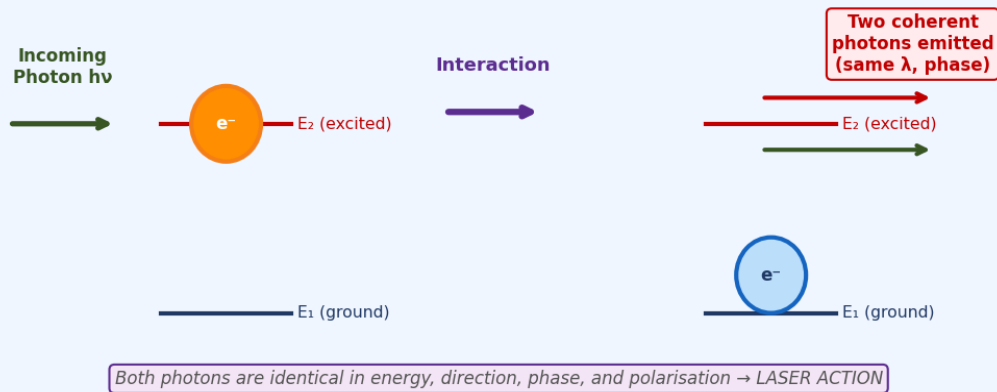 Incoming
Photon hν
e⁻
E₂ (excited)
E₁ (ground)
Interaction
Two coherent
photons emitted
(same λ, phase)
E₂ (excited)
e⁻
E₁ (ground)
Both photons are identical in energy, direction, phase, and polarisation → LASER ACTION